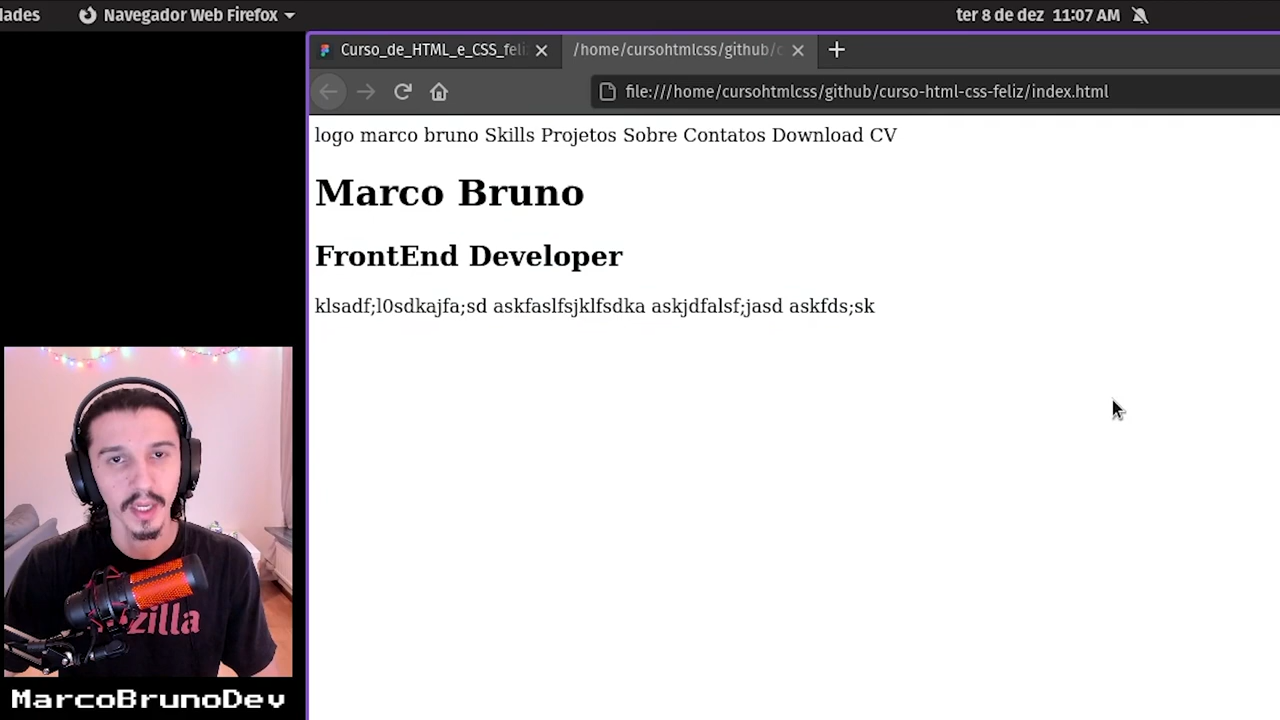 dades
Navegador Web Firefox
ter 8 de dez 11:07 AM
Curso_de_HTML_e_CSS_feliz
/home/cursohtmlcss/github/c
file:///home/cursohtmlcss/github/curso-html-css-feliz/index.html
logo marco bruno Skills Projetos Sobre Contatos Download CV
Marco Bruno
FrontEnd Developer
klsadf;l0sdkajfa;sd askfaslfsjklfsdka askjdfalsf;jasd askfds;sk
zilla
MarcoBrunoDev